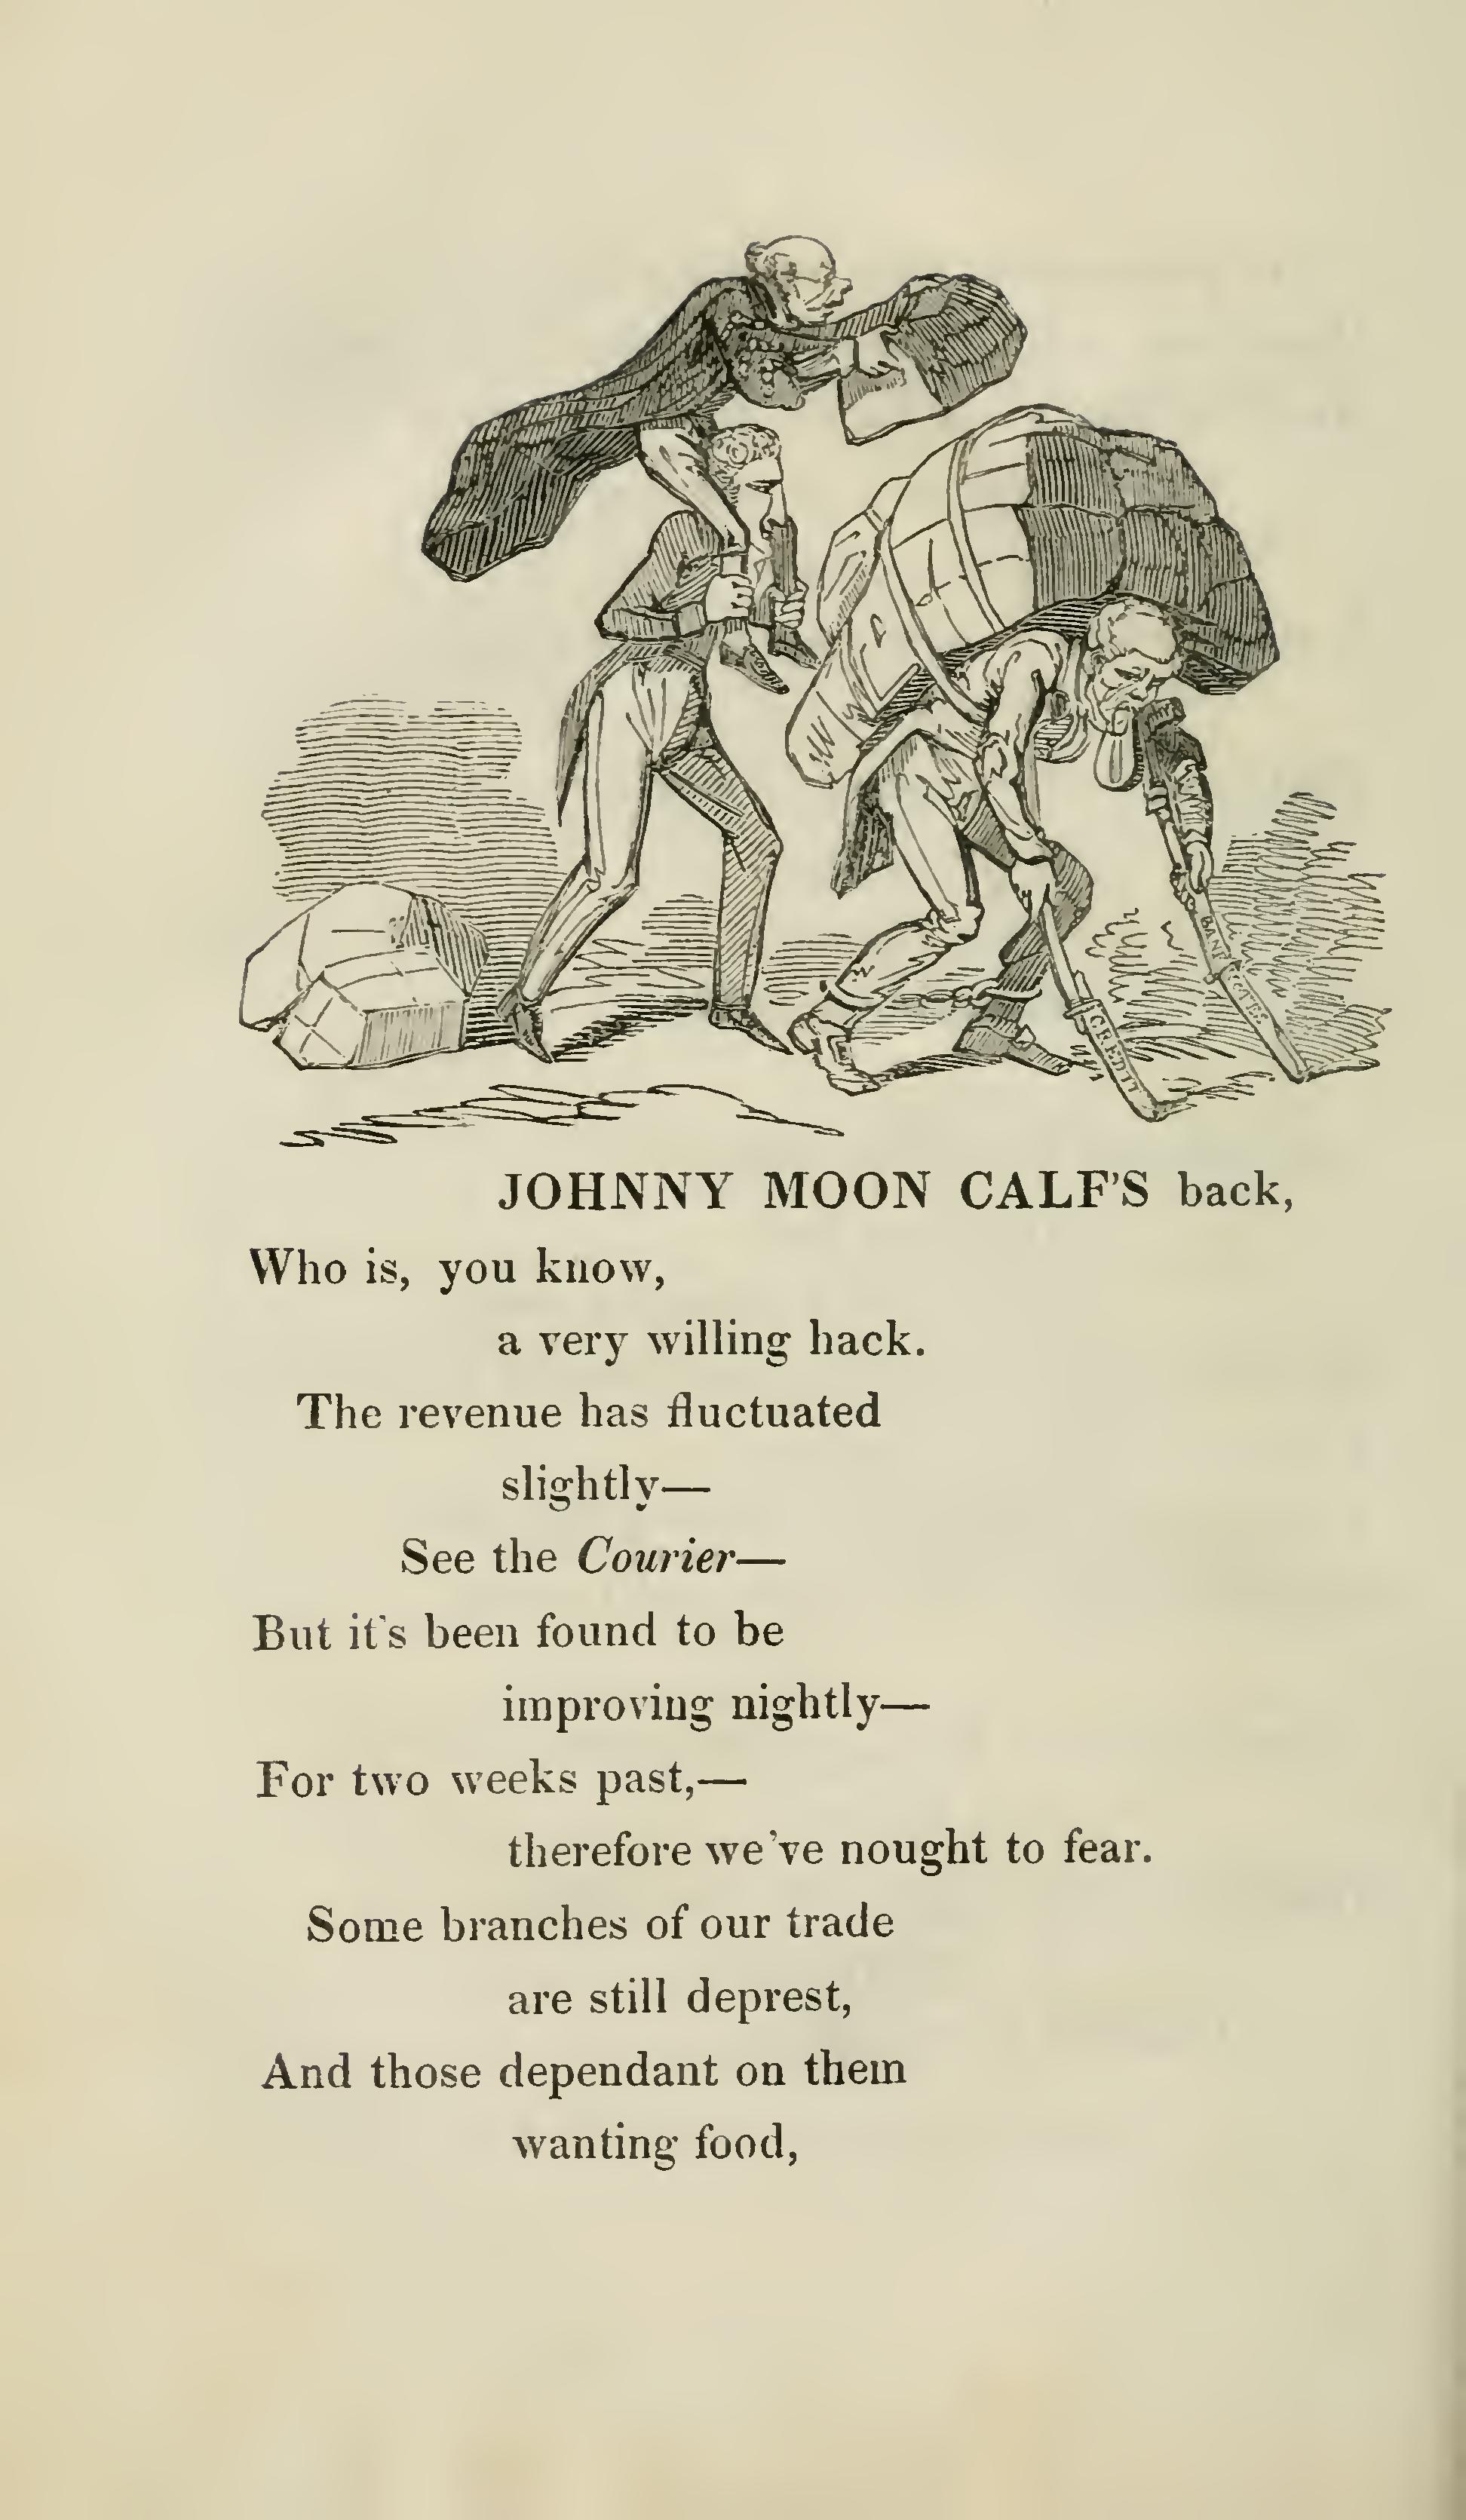 CREDIT
BANK
JOHNNY MOON CALF'S back,
Who is, you know,
a very willing hack.
The revenue has fluctuated
slightly—
See the Courier—
But it's been found to be
improving nightly—
For two weeks past,—
therefore we've nought to fear.
Some branches of our trade
are still deprest,
And those dependant on them
wanting food,